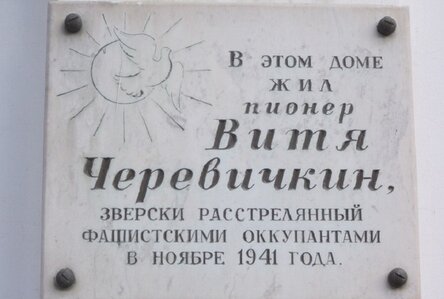 В ЭТОМ ДОМЕ
ЖИЛ
ПИОНЕР
ВИТЯ
ЧЕРЕВИЧКИН,
ЗВЕРСКИ РАССТРЕЛЯННЫЙ
ФАШИСТСКИМИ ОККУПАНТАМИ
В НОЯБРЕ 1941 ГОДА.